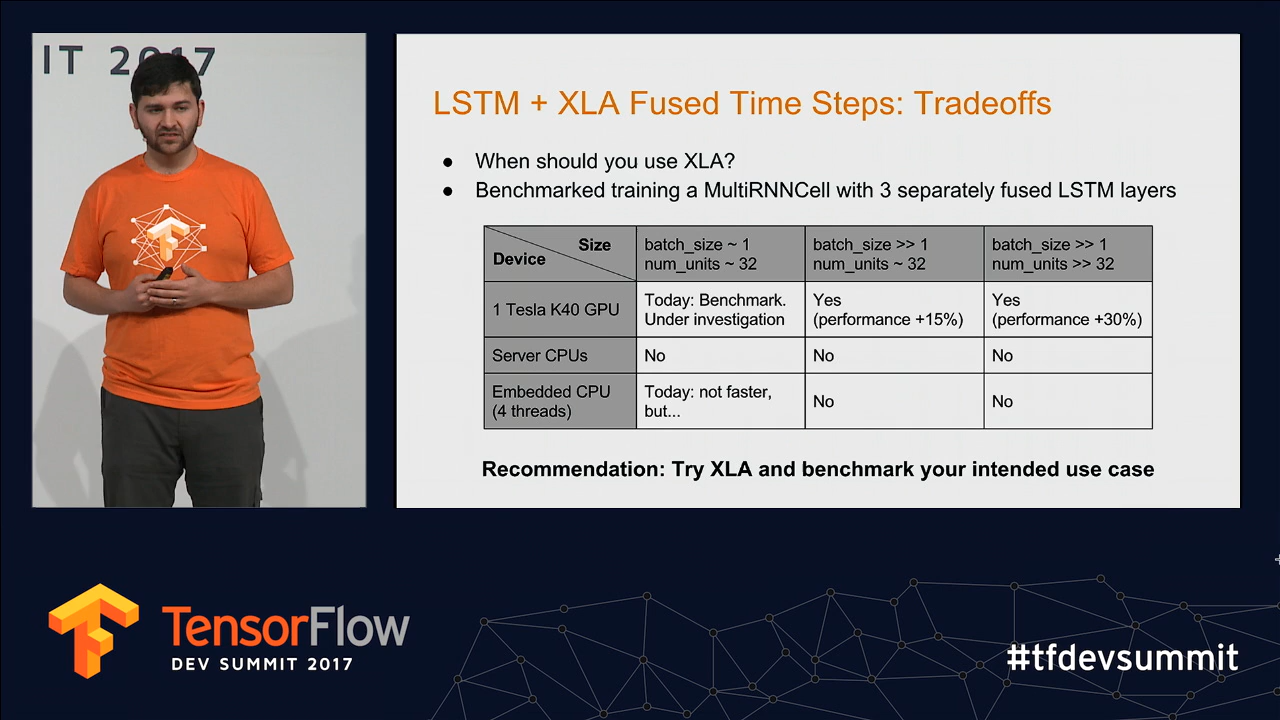 IT 2017
LSTM + XLA Fused Time Steps: Tradeoffs
● When should you use XLA?
● Benchmarked training a MultiRNNCell with 3 separately fused LSTM layers
Size
Device
batch_size ~ 1
num_units ~ 32
batch_size >> 1
num_units ~ 32
batch_size >> 1
num_units >> 32
1 Tesla K40 GPU
Today: Benchmark.
Under investigation
Yes
(performance +15%)
Yes
(performance +30%)
Server CPUs
No
No
No
Embedded CPU
(4 threads)
Today: not faster,
but...
No
No
Recommendation: Try XLA and benchmark your intended use case
TensorFlow
DEV SUMMIT 2017
#tfdevsummit